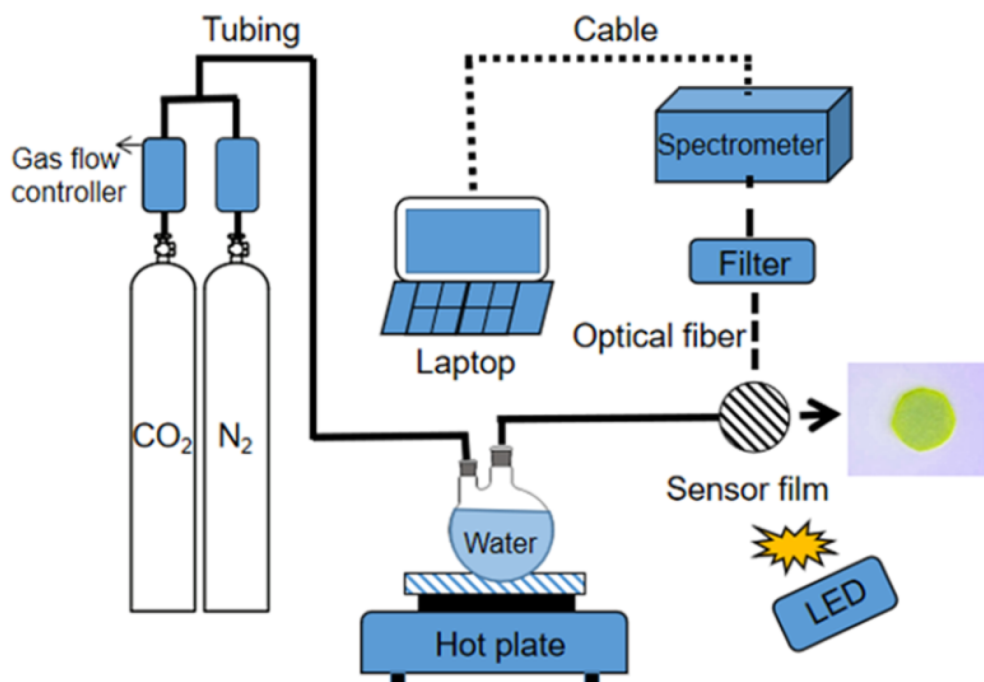 Tubing
Cable
Gas flow
controller
Spectrometer
Filter
Optical fiber
Laptop
CO₂
N₂
Sensor film
Water
LED
Hot plate